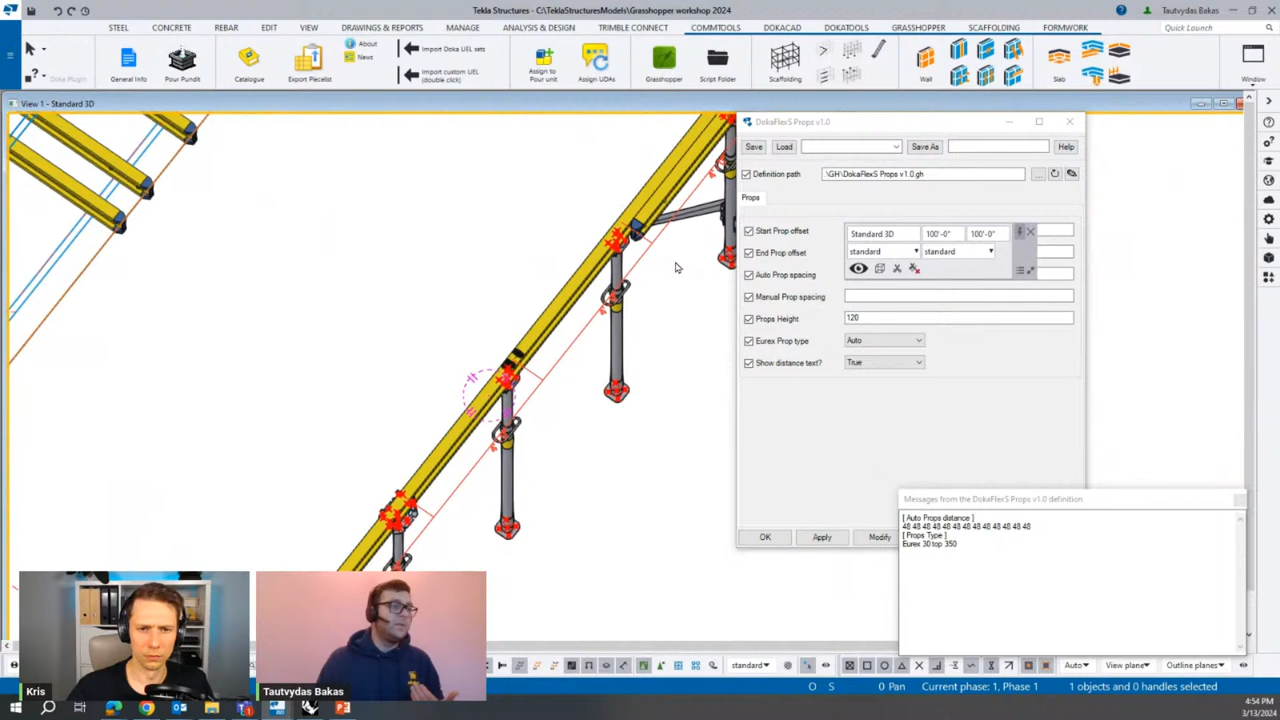 Tekla Structures - C:\TeklaStructuresModels\Grasshopper workshop 2024
Tautvydas Bakas
STEEL CONCRETE REBAR EDIT VIEW DRAWINGS & REPORTS MANAGE ANALYSIS & DESIGN TRIMBLE CONNECT COMMTOOLS DOKACAD DOKATOOLS GRASSHOPPER FORMWORK
Quick Launch
About
News
Import Doka UEL sets
Import custom UEL
(double click)
Doka Plugin
General Info
Pour Pundit
Catalogue
Export Piecelist
Assign to
Pour unit
Assign UDAs
Grasshopper
Script Folder
Scaffolding
Wall
Slab
Window
View 1 - Standard 3D
DokaFlexS Props v1.0
Save
Load
Save As
Help
Definition path
\GH\DokaFlexS Props v1.0.gh
...
Props
Start Prop offset
Standard 3D 100'-0" 100'-0"
End Prop offset
standard standard
Auto Prop spacing
Manual Prop spacing
Props Height
120
Eurex Prop type
Auto
Show distance text?
True
OK
Apply
Modify
Messages from the DokaFlexS Props v1.0 definition
[ Auto Props distance ]
48 48 48 48 48 48 48 48 48 48 48 48 48
[ Props Type ]
Eurex 30 top 350
Kris
Tautvydas Bakas
standard
Auto
View plane
Outline planes
O S 0 Pan Current phase: 1, Phase 1 1 objects and 0 handles selected
4:54 PM
3/13/2024